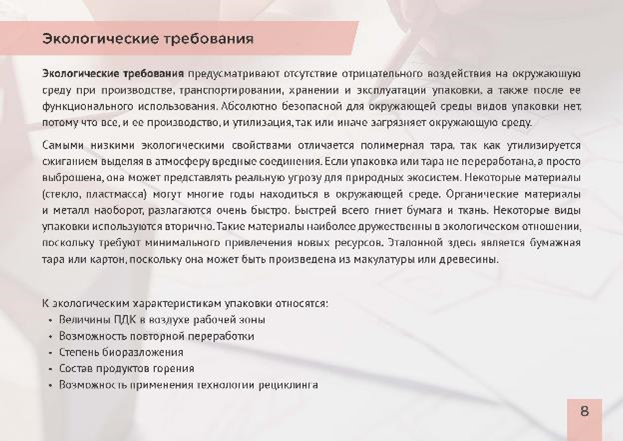 Экологические требования
Экологические требования предусматривают отсутствие отрицательного воздействия на окружающую
среду при производстве, транспортировании, хранении и эксплуатации упаковки, а также после ее
функционального использования. Абсолютно безопасной для окружающей среды видов упаковки нет,
потому что все, и ее производство, и утилизация, так или иначе загрязняет окружающую среду.
Самыми низкими экологическими свойствами отличается полимерная тара, так как утилизируется
сжиганием выделяя в атмосферу вредные соединения. Если упаковка или тара не переработана, а просто
выброшена, она может представлять реальную угрозу для природных экосистем. Некоторые материалы
(стекло, пластмасса) могут многие годы находиться в окружающей среде. Органические материалы
и металл наоборот, разлагаются очень быстро. Быстрей всего гниет бумага и ткань. Некоторые виды
упаковки используются вторично. Такие материалы наиболее дружественны в экологическом отношении,
поскольку требуют минимального привлечения новых ресурсов. Эталонной здесь является бумажная
тара или картон, поскольку она может быть произведена из макулатуры или древесины.
К экологическим характеристикам упаковки относятся:
• Величины ПДК в воздухе рабочей зоны
• Возможность повторной переработки
• Степень биоразложения
• Состав продуктов горения
• Возможность применения технологии рециклинга
8